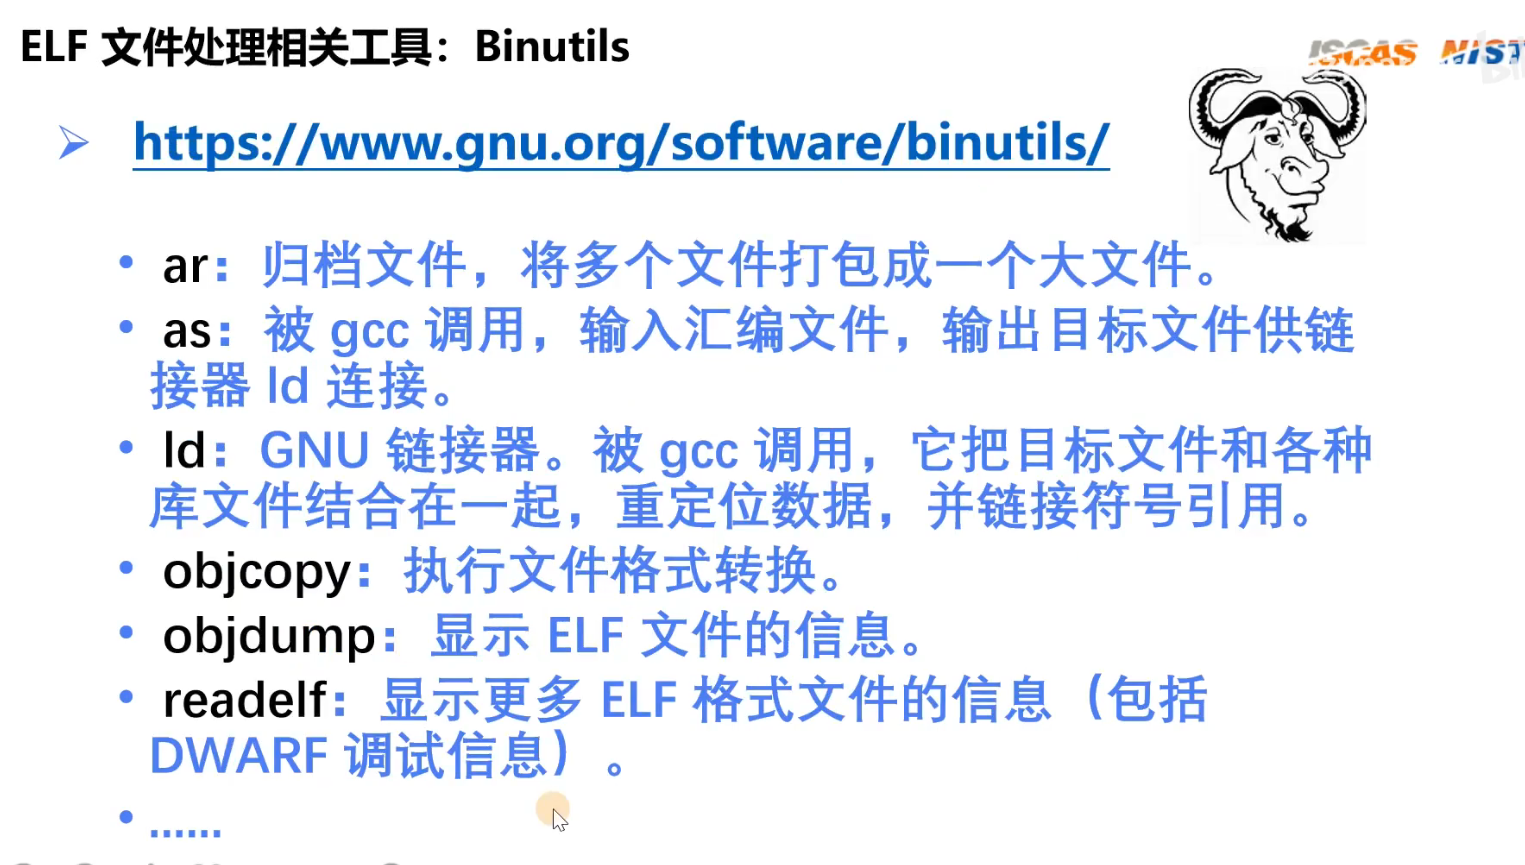 ELF 文件处理相关工具：Binutils
ISCAS
https://www.gnu.org/software/binutils/
• ar：归档文件，将多个文件打包成一个大文件。
• as：被 gcc 调用，输入汇编文件，输出目标文件供链
接器 ld 连接。
• ld：GNU 链接器。被 gcc 调用，它把目标文件和各种
库文件结合在一起，重定位数据，并链接符号引用。
• objcopy：执行文件格式转换。
• objdump：显示 ELF 文件的信息。
• readelf：显示更多 ELF 格式文件的信息（包括
DWARF 调试信息）。
• ......